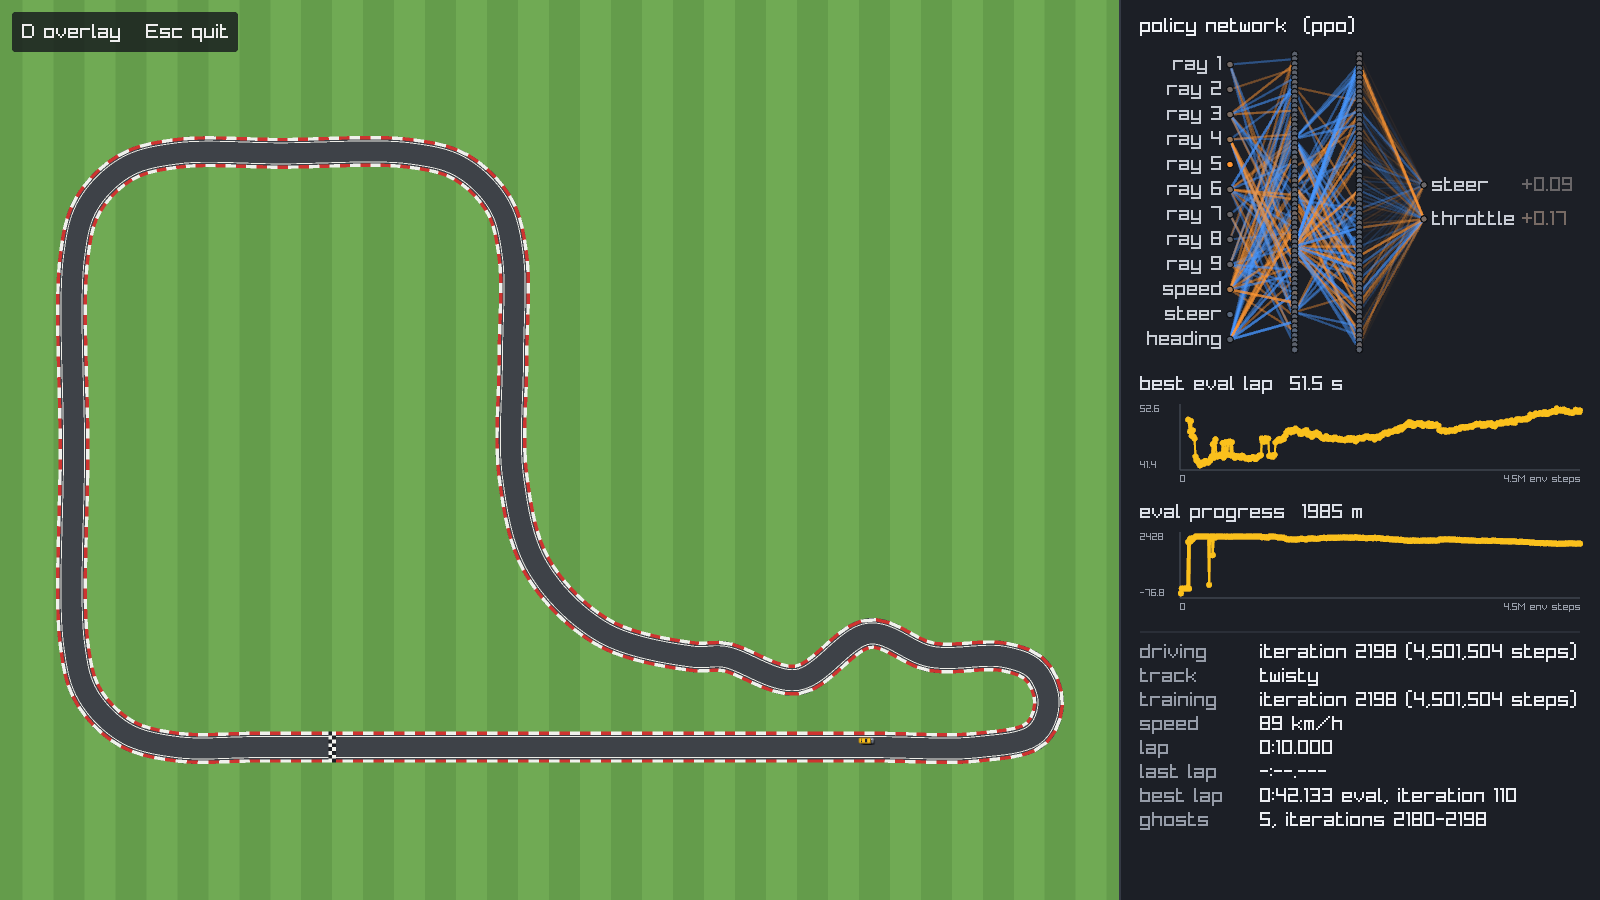 D overlay Esc quit
policy network (ppo)
ray 1
ray 2
ray 3
ray 4
ray 5
ray 6
ray 7
ray 8
ray 9
speed
steer
heading
steer +0.09
throttle +0.17
best eval lap 51.5 s
52.6
41.4
0 4.5M env steps
eval progress 1985 m
2428
-76.8
0 4.5M env steps
driving iteration 2198 (4,501,504 steps)
track twisty
training iteration 2198 (4,501,504 steps)
speed 89 km/h
lap 0:10.000
last lap -:--.---
best lap 0:42.133 eval, iteration 110
ghosts 5, iterations 2180-2198